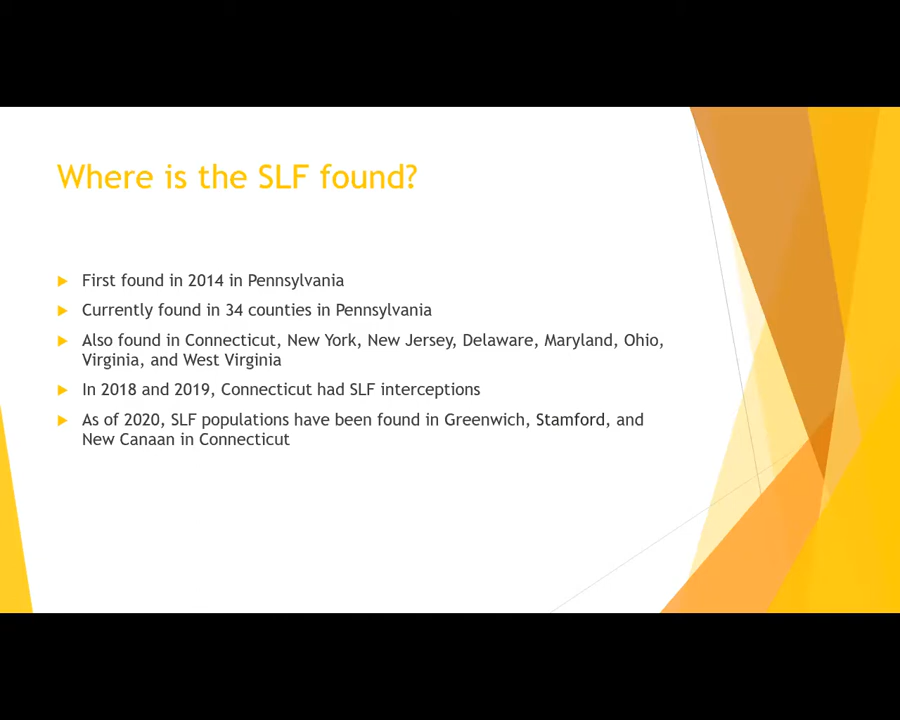 Where is the SLF found?
First found in 2014 in Pennsylvania
Currently found in 34 counties in Pennsylvania
Also found in Connecticut, New York, New Jersey, Delaware, Maryland, Ohio,
Virginia, and West Virginia
In 2018 and 2019, Connecticut had SLF interceptions
As of 2020, SLF populations have been found in Greenwich, Stamford, and
New Canaan in Connecticut